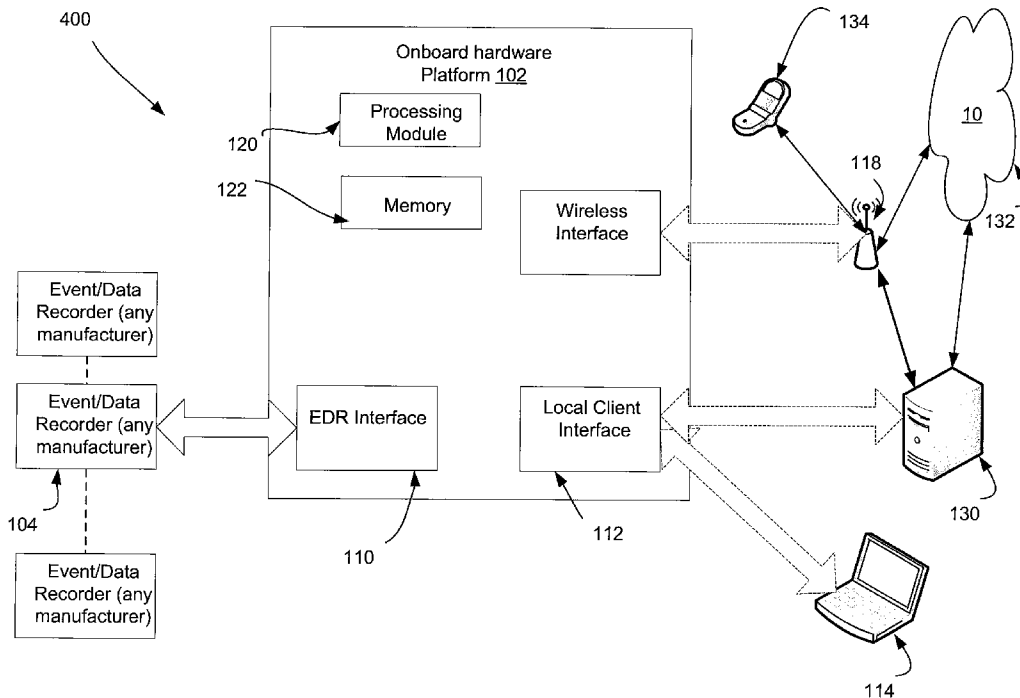 400
Onboard hardware
Platform 102
Processing
Module
120
Memory
122
Wireless
Interface
134
118
10
132
Event/Data
Recorder (any
manufacturer)
Event/Data
Recorder (any
manufacturer)
104
EDR Interface
110
Local Client
Interface
112
130
Event/Data
Recorder (any
manufacturer)
114